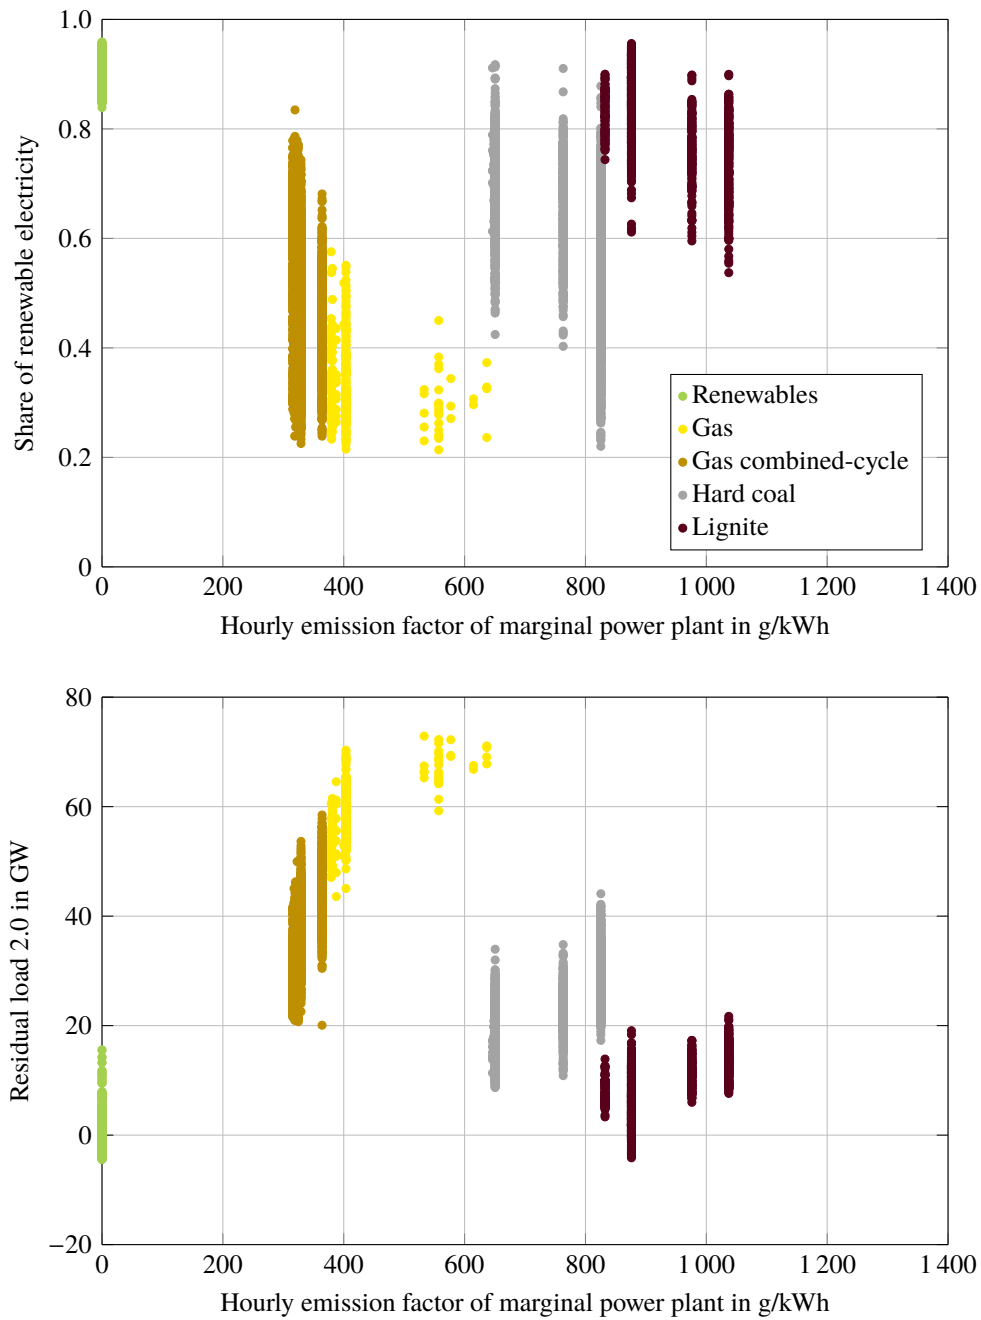 1.0
0.8
0.6
0.4
0.2
0
Share of renewable electricity
Renewables
Gas
Gas combined-cycle
Hard coal
Lignite
0 200 400 600 800 1 000 1 200 1 400
Hourly emission factor of marginal power plant in g/kWh
80
60
40
20
0
−20
Residual load 2.0 in GW
0 200 400 600 800 1 000 1 200 1 400
Hourly emission factor of marginal power plant in g/kWh